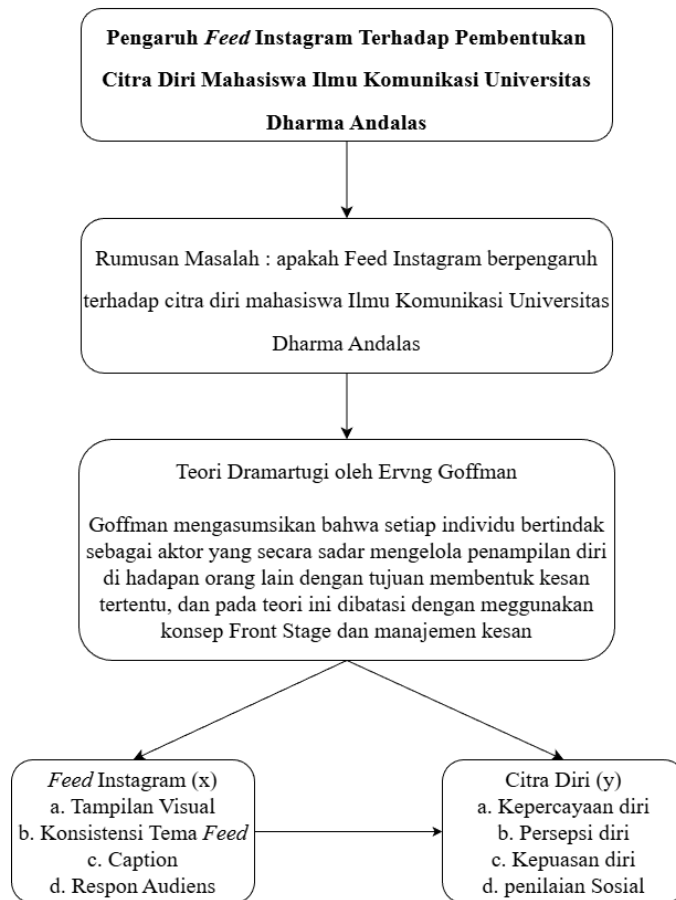 Pengaruh Feed Instagram Terhadap Pembentukan
Citra Diri Mahasiswa Ilmu Komunikasi Universitas
Dharma Andalas
Rumusan Masalah : apakah Feed Instagram berpengaruh
terhadap citra diri mahasiswa Ilmu Komunikasi Universitas
Dharma Andalas
Teori Dramartugi oleh Ervng Goffman
Goffman mengasumsikan bahwa setiap individu bertindak
sebagai aktor yang secara sadar mengelola penampilan diri
di hadapan orang lain dengan tujuan membentuk kesan
tertentu, dan pada teori ini dibatasi dengan meggunakan
konsep Front Stage dan manajemen kesan
Feed Instagram (x)
a. Tampilan Visual
b. Konsistensi Tema Feed
c. Caption
d. Respon Audiens
Citra Diri (y)
a. Kepercayaan diri
b. Persepsi diri
c. Kepuasan diri
d. penilaian Sosial